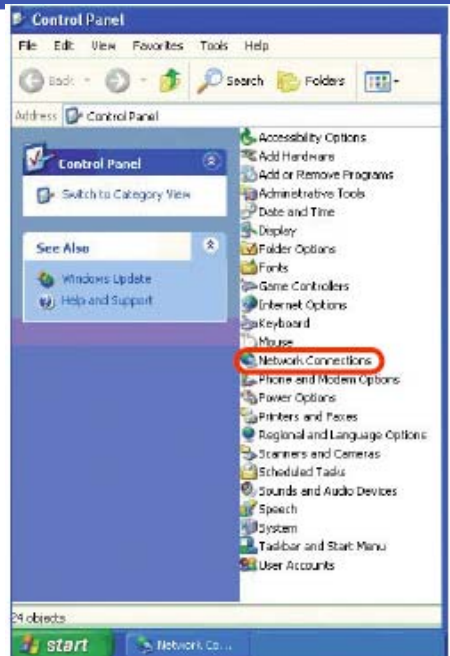 Control Panel
File Edit View Favorites Tools Help
Back Search Folders
Address Control Panel
Control Panel
Switch to Category View
See Also
Windows Update
Help and Support
Accessibility Options
Add Hardware
Add or Remove Programs
Administrative Tools
Date and Time
Display
Folder Options
Fonts
Game Controllers
Internet Options
Keyboard
Mouse
Network Connections
Phone and Modem Options
Power Options
Printers and Faxes
Regional and Language Options
Scanners and Cameras
Scheduled Tasks
Sounds and Audio Devices
Speech
System
Taskbar and Start Menu
User Accounts
24 objects
start Network Co...